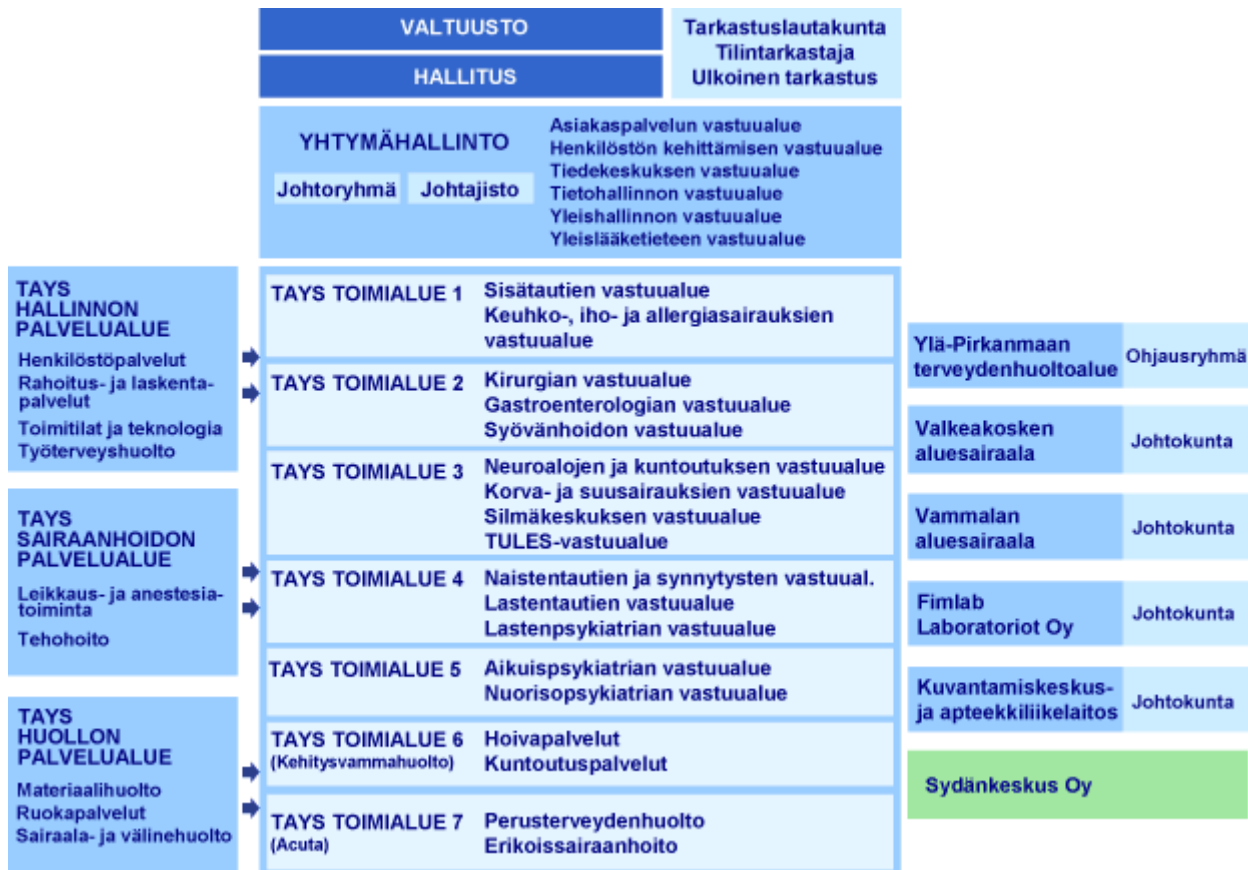 VALTUUSTO
HALLITUS
Tarkastuslautakunta
Tilintarkastaja
Ulkoinen tarkastus
YHTYMÄHALLINTO
Johtoryhmä
Johtajisto
Asiakaspalvelun vastuualue
Henkilöstön kehittämisen vastuualue
Tiedekeskuksen vastuualue
Tietohallinnon vastuualue
Yleishallinnon vastuualue
Yleislääketieteen vastuualue
TAYS
HALLINNON
PALVELUALUE
Henkilöstöpalvelut
Rahoitus- ja laskenta-
palvelut
Toimitilat ja teknologia
Työterveyshuolto
TAYS
SAIRAANHOIDON
PALVELUALUE
Leikkaus- ja anestesia-
toiminta
Tehohoito
TAYS
HUOLLON
PALVELUALUE
Materiaalihuolto
Ruokapalvelut
Sairaala- ja välinehuolto
TAYS TOIMIALUE 1
Sisätautien vastuualue
Keuhko-, iho- ja allergiasairauksien
vastuualue
TAYS TOIMIALUE 2
Kirurgian vastuualue
Gastroenterologian vastuualue
Syövänhoidon vastuualue
TAYS TOIMIALUE 3
Neuroalojen ja kuntoutuksen vastuualue
Korva- ja suusairauksien vastuualue
Silmäkeskuksen vastuualue
TULES-vastuualue
TAYS TOIMIALUE 4
Naistentautien ja synnytysten vastuual.
Lastentautien vastuualue
Lastenpsykiatrian vastuualue
TAYS TOIMIALUE 5
Aikuispsykiatrian vastuualue
Nuorisopsykiatrian vastuualue
TAYS TOIMIALUE 6
(Kehitysvammahuolto)
Hoivapalvelut
Kuntoutuspalvelut
TAYS TOIMIALUE 7
(Acuta)
Perusterveydenhuolto
Erikoissairaanhoito
Ylä-Pirkanmaan
terveydenhuoltoalue
Ohjausryhmä
Valkeakosken
aluesairaala
Johtokunta
Vammalan
aluesairaala
Johtokunta
Fimlab
Laboratoriot Oy
Johtokunta
Kuvantamiskeskus-
ja apteekkiliikelaitos
Johtokunta
Sydänkeskus Oy